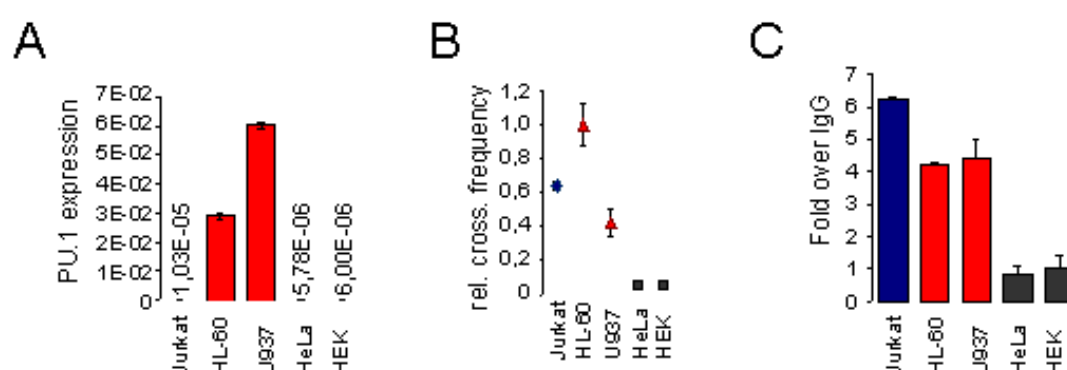 A
B
C
PU.1 expression
7E-02
6E-02
5E-02
4E-02
3E-02
2E-02
1E-02
0
1,03E-05
5,78E-06
6,00E-06
Jurkat
HL-60
U937
HeLa
HEK
rel. cross. frequency
1,2
1,0
0,8
0,6
0,4
0,2
0
Jurkat
HL-60
U937
HeLa
HEK
Fold over IgG
7
6
5
4
3
2
1
0
Jurkat
HL-60
U937
HeLa
HEK